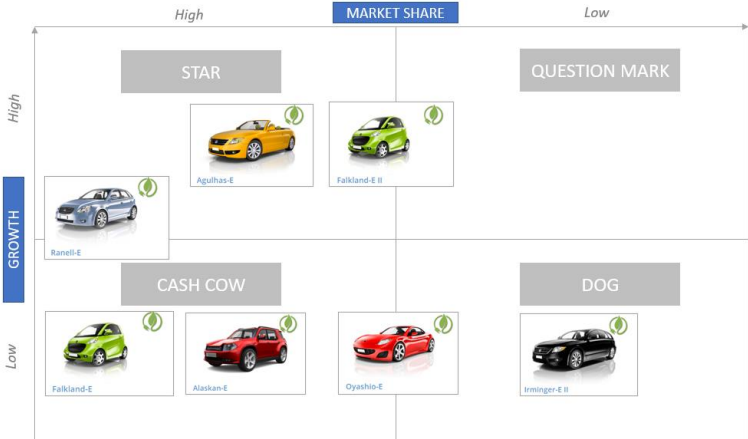 High
MARKET SHARE
Low
High
STAR
QUESTION MARK
Agulhas-E
Falkland-E II
Ranell-E
GROWTH
CASH COW
DOG
Low
Falkland-E
Alaskan-E
Oyashio-E
Irminger-E II